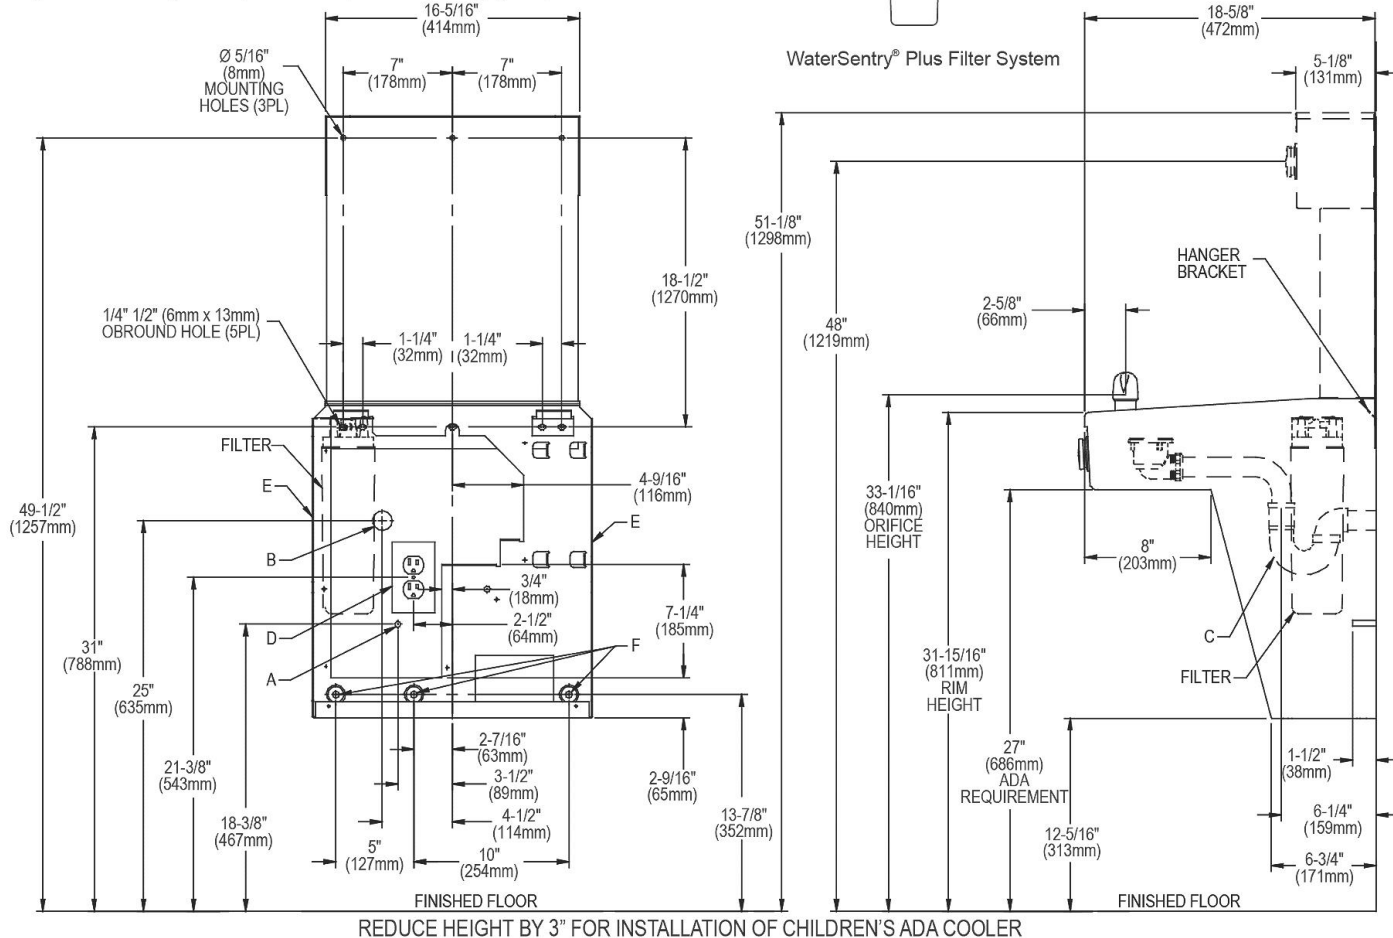 16-5/16"
(414mm)
Ø 5/16"
(8mm)
MOUNTING
HOLES (3PL)
7"
(178mm)
7"
(178mm)
WaterSentry® Plus Filter System
18-5/8"
(472mm)
5-1/8"
(131mm)
51-1/8"
(1298mm)
HANGER
BRACKET
18-1/2"
(1270mm)
2-5/8"
(66mm)
1/4" 1/2" (6mm x 13mm)
OBROUND HOLE (5PL)
1-1/4"
(32mm)
1-1/4"
(32mm)
48"
(1219mm)
FILTER
E
4-9/16"
(116mm)
49-1/2"
(1257mm)
E
33-1/16"
(840mm)
ORIFICE
HEIGHT
B
8"
(203mm)
3/4"
(18mm)
2-1/2"
(64mm)
7-1/4"
(185mm)
D
F
C
31"
(788mm)
A
31-15/16"
(811mm)
RIM
HEIGHT
FILTER
25"
(635mm)
2-7/16"
(63mm)
27"
(686mm)
ADA
REQUIREMENT
1-1/2"
(38mm)
21-3/8"
(543mm)
3-1/2"
(89mm)
2-9/16"
(65mm)
18-3/8"
(467mm)
4-1/2"
(114mm)
13-7/8"
(352mm)
12-5/16"
(313mm)
6-1/4"
(159mm)
5"
(127mm)
10"
(254mm)
6-3/4"
(171mm)
FINISHED FLOOR
FINISHED FLOOR
REDUCE HEIGHT BY 3” FOR INSTALLATION OF CHILDREN’S ADA COOLER